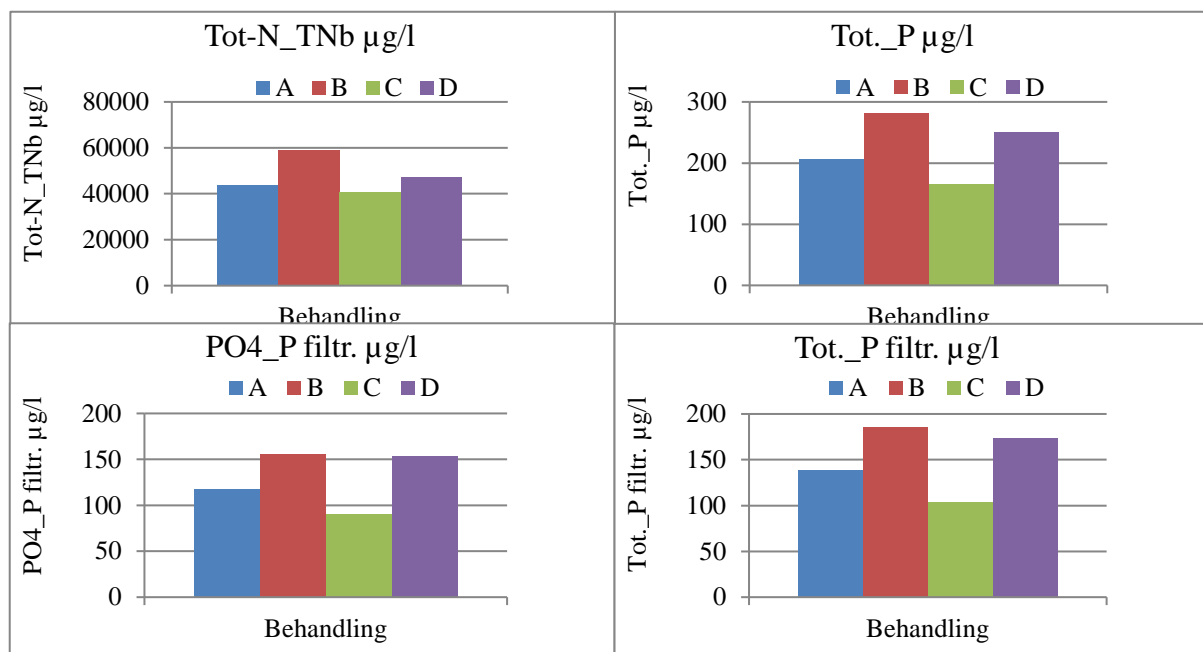 Tot-N_TNb µg/l
A B C D
Tot-N_TNb µg/l
80000
60000
40000
20000
0
Behandling
Tot._P µg/l
A B C D
Tot._P µg/l
300
200
100
0
Behandling
PO4_P filtr. µg/l
A B C D
PO4_P filtr. µg/l
200
150
100
50
0
Behandling
Tot._P filtr. µg/l
A B C D
Tot._P filtr. µg/l
200
150
100
50
0
Behandling